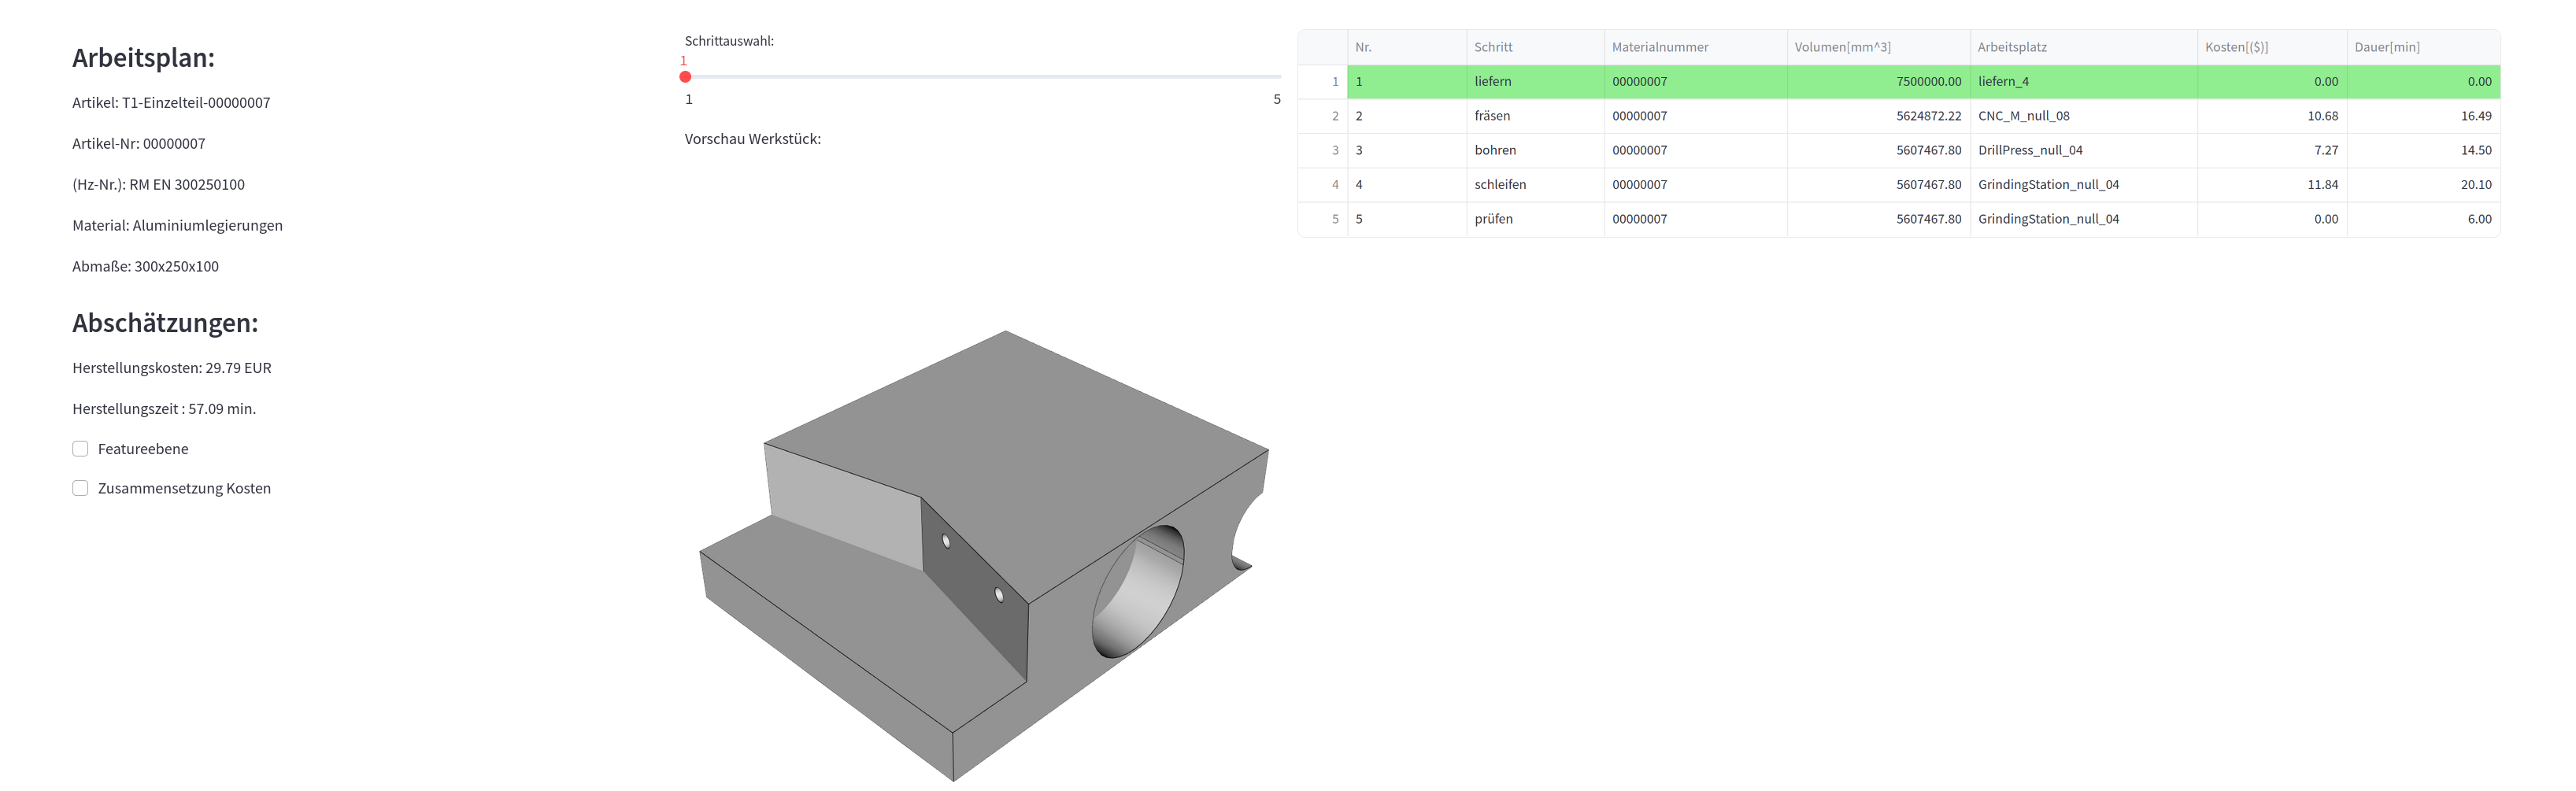 Arbeitsplan:
Artikel: T1-Einzelteil-00000007
Artikel-Nr: 00000007
(Hz-Nr.): RM EN 300250100
Material: Aluminiumlegierungen
Abmaße: 300x250x100
Abschätzungen:
Herstellungskosten: 29.79 EUR
Herstellungszeit : 57.09 min.
Featureebene
Zusammensetzung Kosten
Schrittauswahl:
1
1 5
Vorschau Werkstück:
Nr. Schritt Materialnummer Volumen[mm^3] Arbeitsplatz Kosten[($)] Dauer[min]
1 1 liefern 00000007 7500000.00 liefern_4 0.00 0.00
2 2 fräsen 00000007 5624872.22 CNC_M_null_08 10.68 16.49
3 3 bohren 00000007 5607467.80 DrillPress_null_04 7.27 14.50
4 4 schleifen 00000007 5607467.80 GrindingStation_null_04 11.84 20.10
5 5 prüfen 00000007 5607467.80 GrindingStation_null_04 0.00 6.00